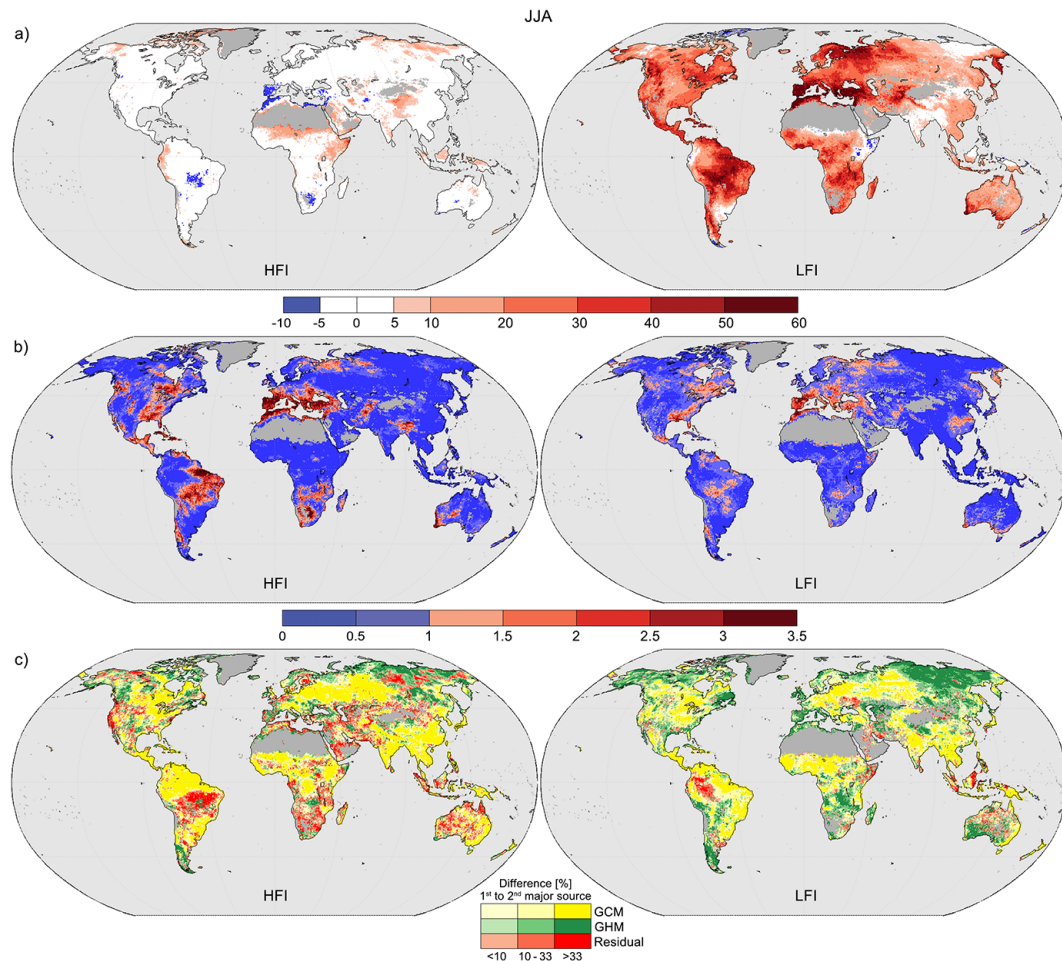 JJA
a)
HFI
LFI
-10 -5 0 5 10 20 30 40 50 60
b)
HFI
LFI
0 0.5 1 1.5 2 2.5 3 3.5
c)
HFI
LFI
Difference [%]
1st to 2nd major source
GCM
GHM
Residual
<10 10 - 33 >33